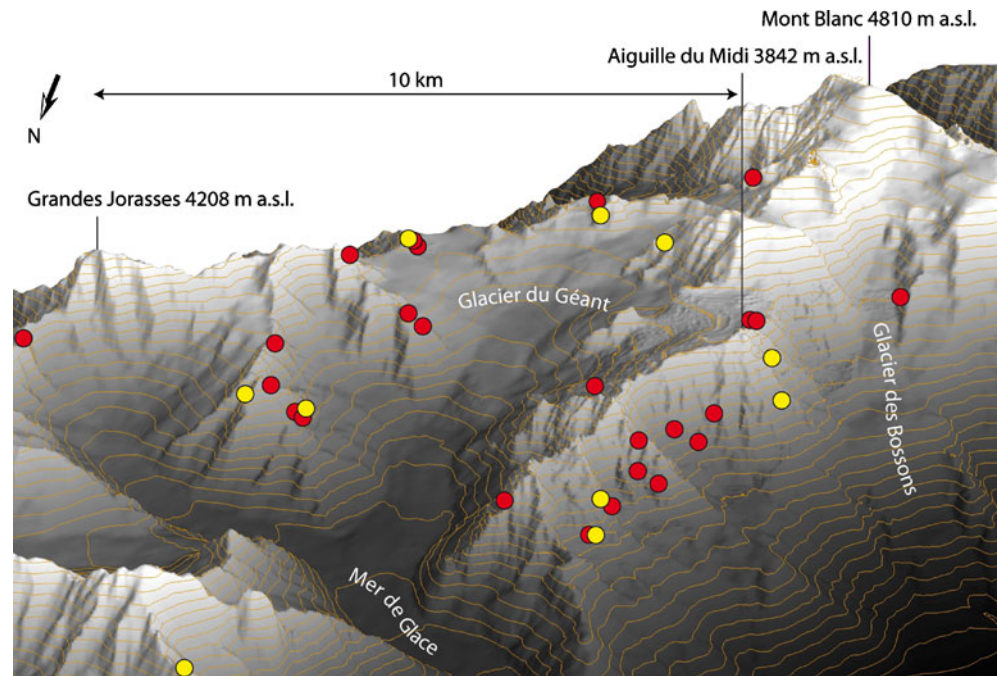 Mont Blanc 4810 m a.s.l.
Aiguille du Midi 3842 m a.s.l.
10 km
N
Grandes Jorasses 4208 m a.s.l.
Glacier du Géant
Glacier des Bossons
Mer de Glace